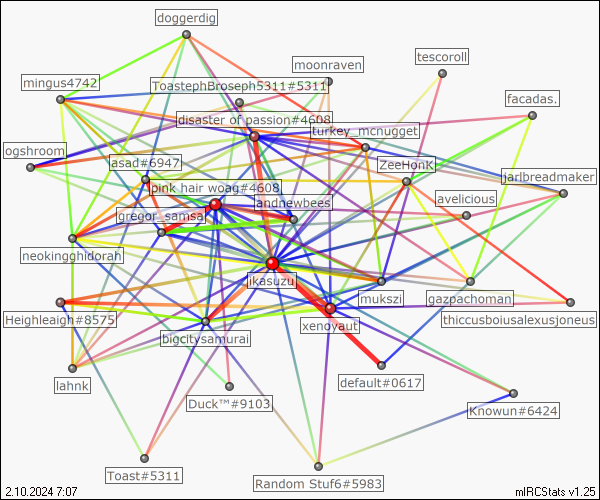 doggerdig
moonraven
tescoroll
mingus4742
ToastephBroseph5311#5311
facadas.
disaster of passion#4608
turkey_mcnugget
ogshroom
asad#6947
ZeeHonK
jarlbreadmaker
pink hair woag#4608
andnewbees
avelicious
gregor_samsa
neokingghidorah
ikasuzu
mukszi
gazpachoman
Heighleaigh#8575
xenoyaut
thiccusboiusalexusjoneus
bigcitysamurai
lahnk
default#0617
Duck™#9103
Knowun#6424
Toast#5311
Random Stuf6#5983
2.10.2024 7:07
mIRCStats v1.25